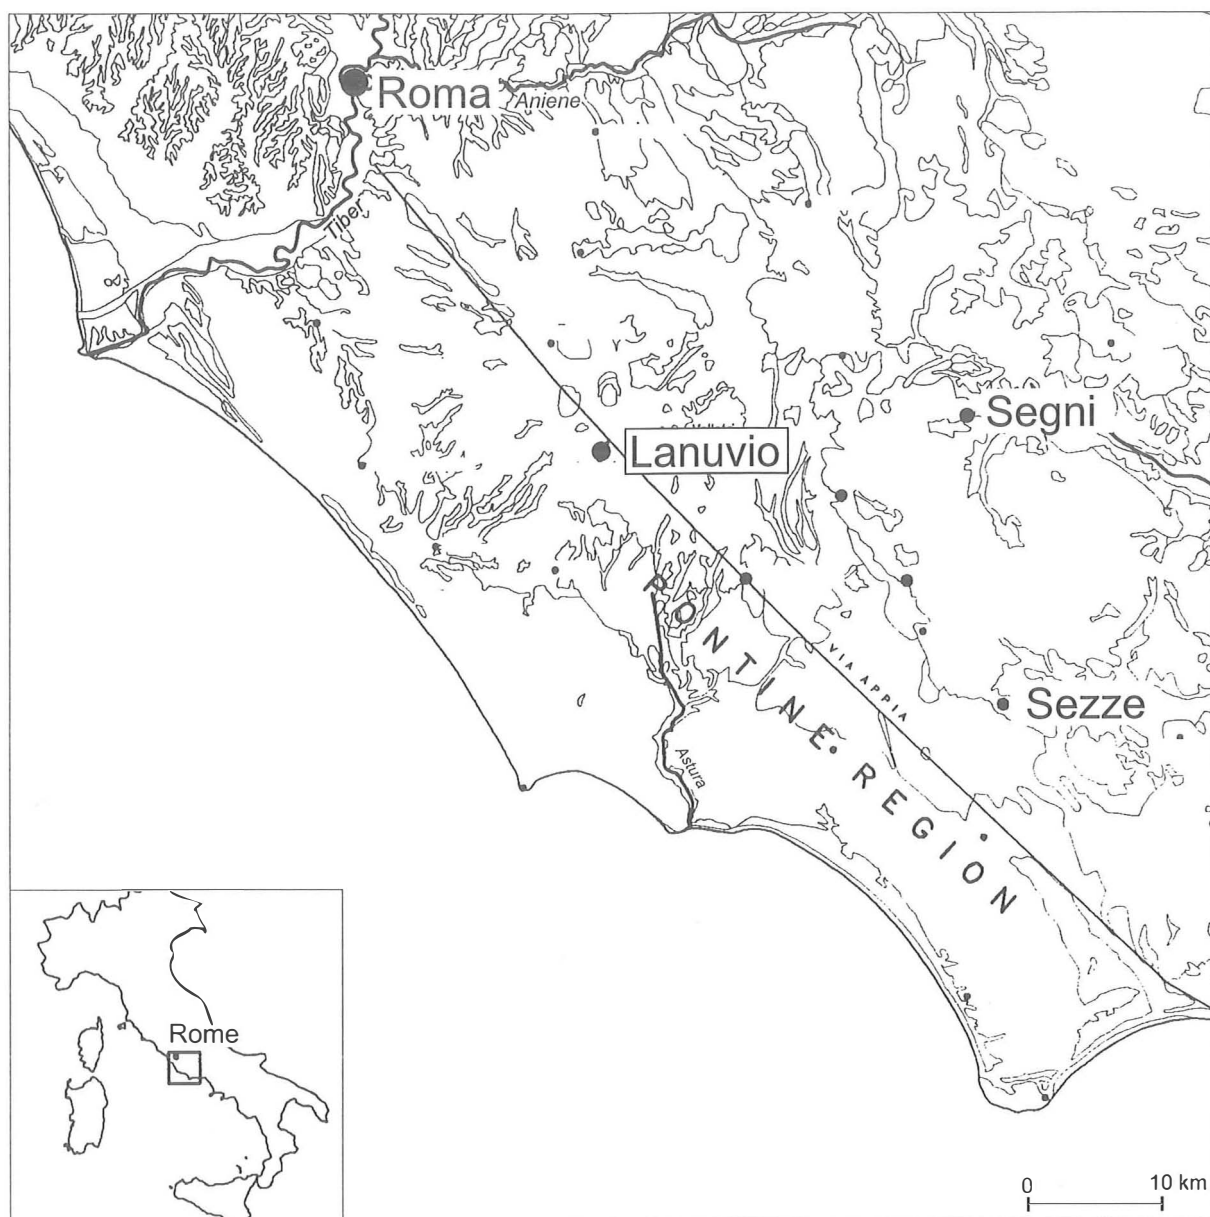 Roma
Aniene
Tiber
Segni
Lanuvio
PONTINE REGION
VIA APPIA
Sezze
Astura
Rome
0 10 km